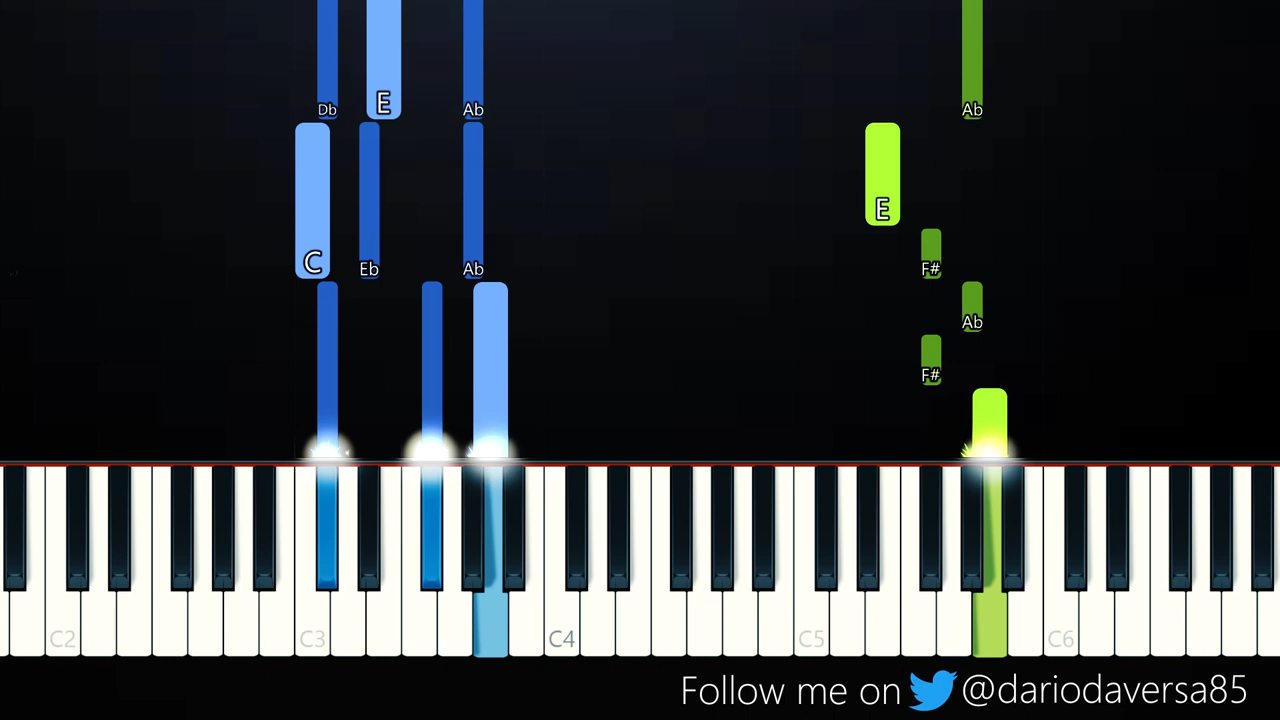 Db E Ab Ab
E
C Eb Ab F#
Ab
F#
C2 C3 C4 C5 C6
Follow me on @dariodaversa85